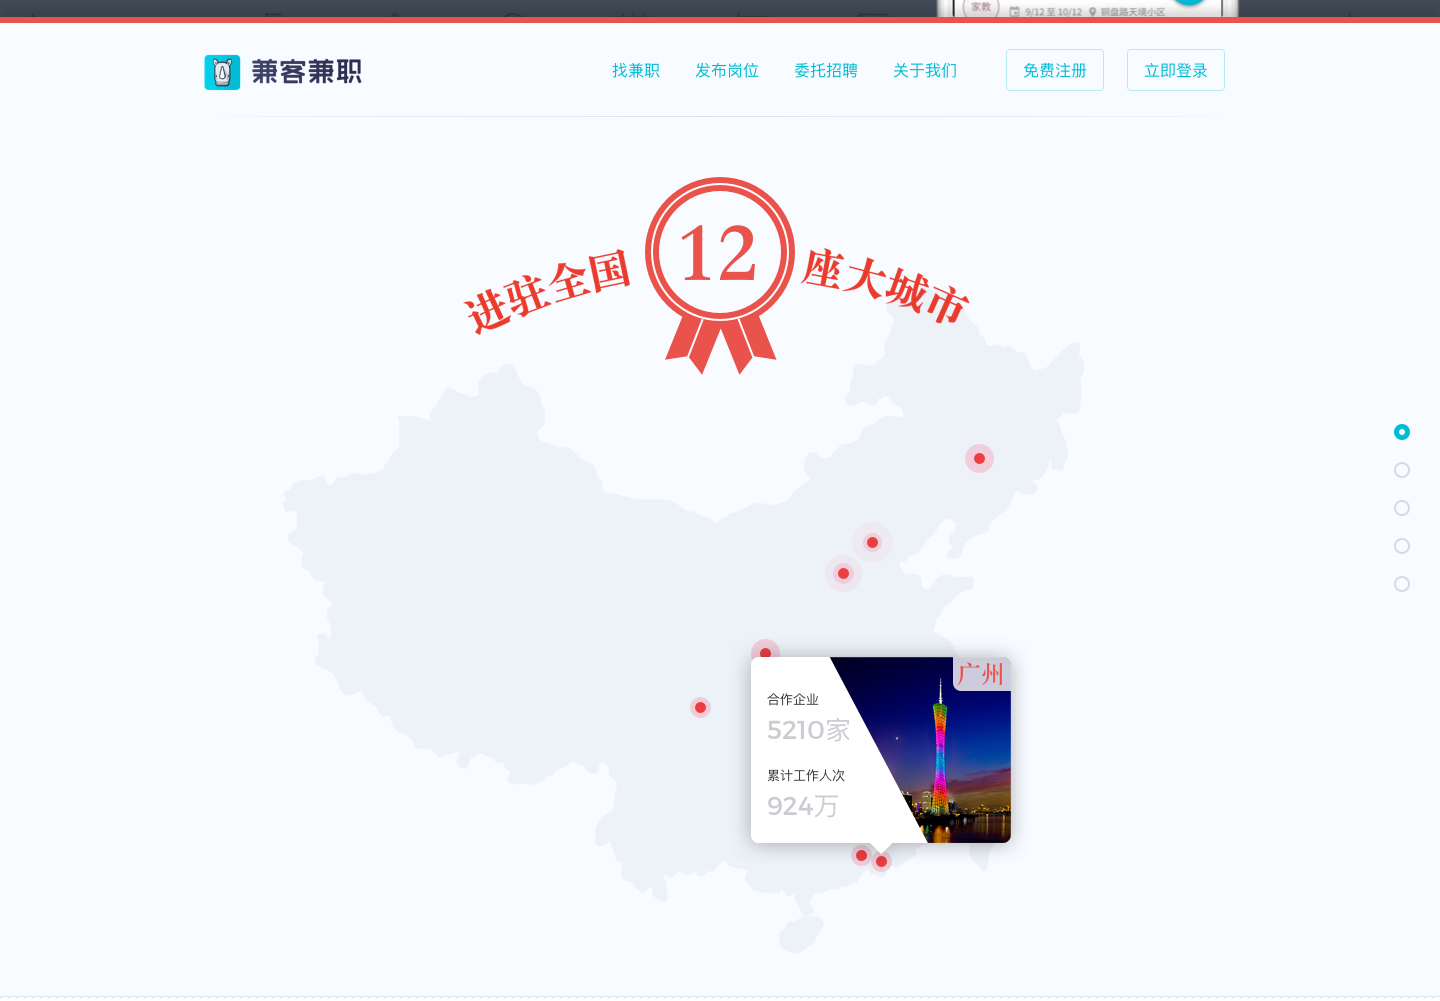 家教
9/12 至 10/12 铜盘路天境小区
兼客兼职
找兼职 发布岗位 委托招聘 关于我们 免费注册 立即登录
进驻全国 12 座大城市
广州
合作企业
5210家
累计工作人次
924万